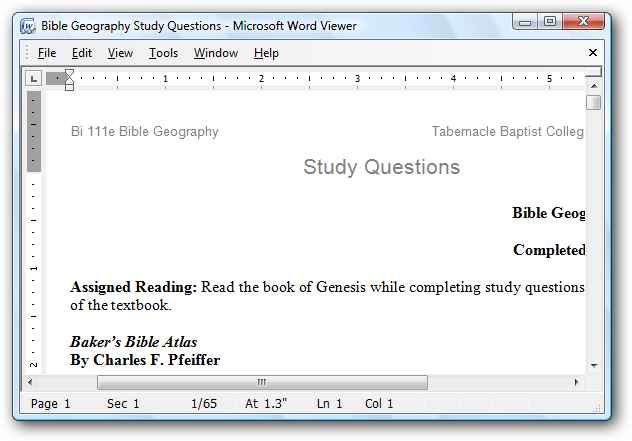 Bible Geography Study Questions - Microsoft Word Viewer
File Edit View Tools Window Help
1 2 3 4 5
Bi 111e Bible Geography Tabernacle Baptist Colleg
Study Questions
Bible Geog
Completed
1
Assigned Reading: Read the book of Genesis while completing study questions
of the textbook.
Baker's Bible Atlas
By Charles F. Pfeiffer
2
Page 1 Sec 1 1/65 At 1.3" Ln 1 Col 1